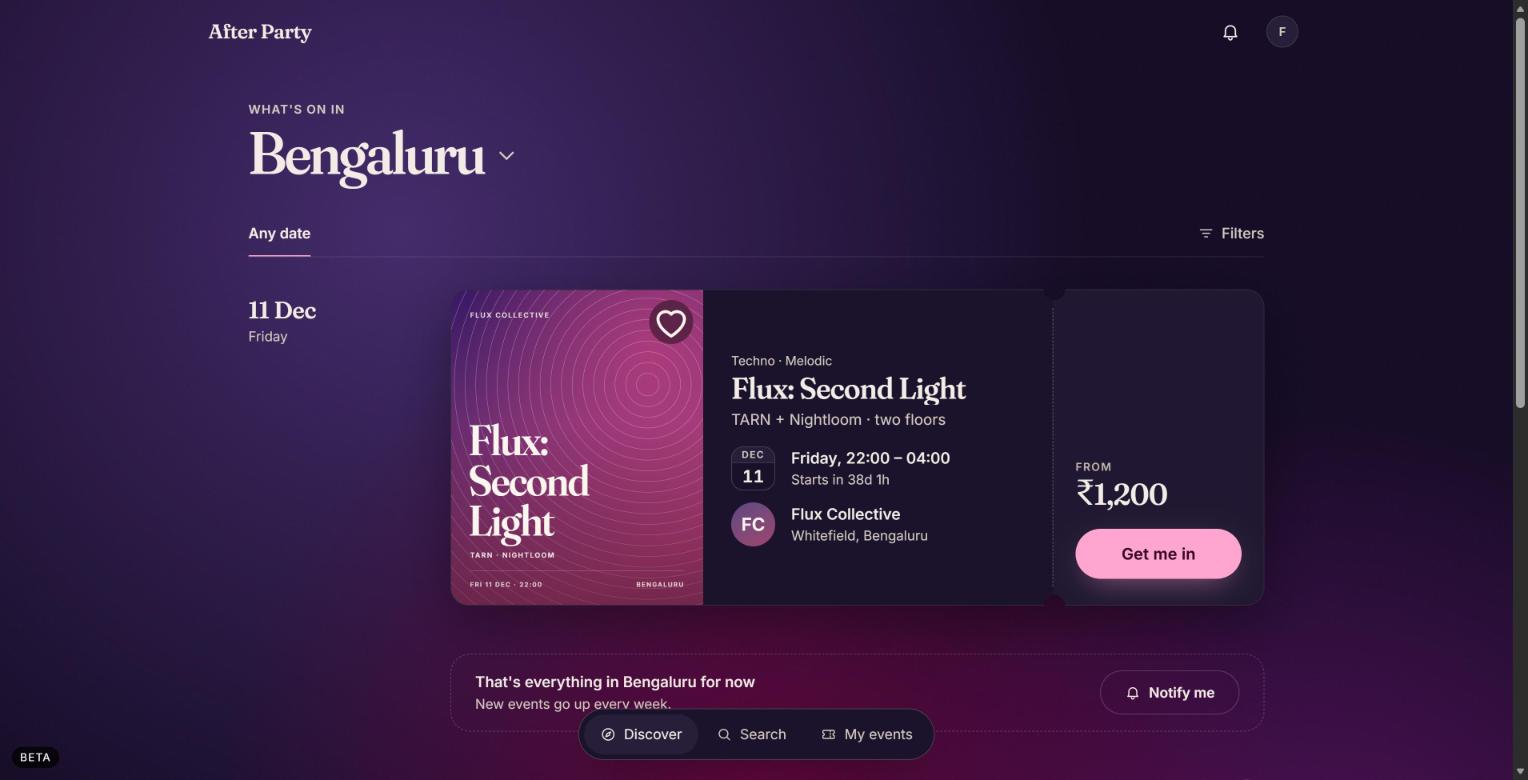 After Party
F
WHAT'S ON IN
Bengaluru
Any date
Filters
11 Dec
Friday
FLUX COLLECTIVE
Flux:
Second
Light
TARN · NIGHTLOOM
FRI 11 DEC · 22:00
BENGALURU
Techno · Melodic
Flux: Second Light
TARN + Nightloom · two floors
DEC
11
Friday, 22:00 – 04:00
Starts in 38d 1h
FC
Flux Collective
Whitefield, Bengaluru
FROM
₹1,200
Get me in
That's everything in Bengaluru for now
New events go up every week.
Notify me
Discover
Search
My events
BETA